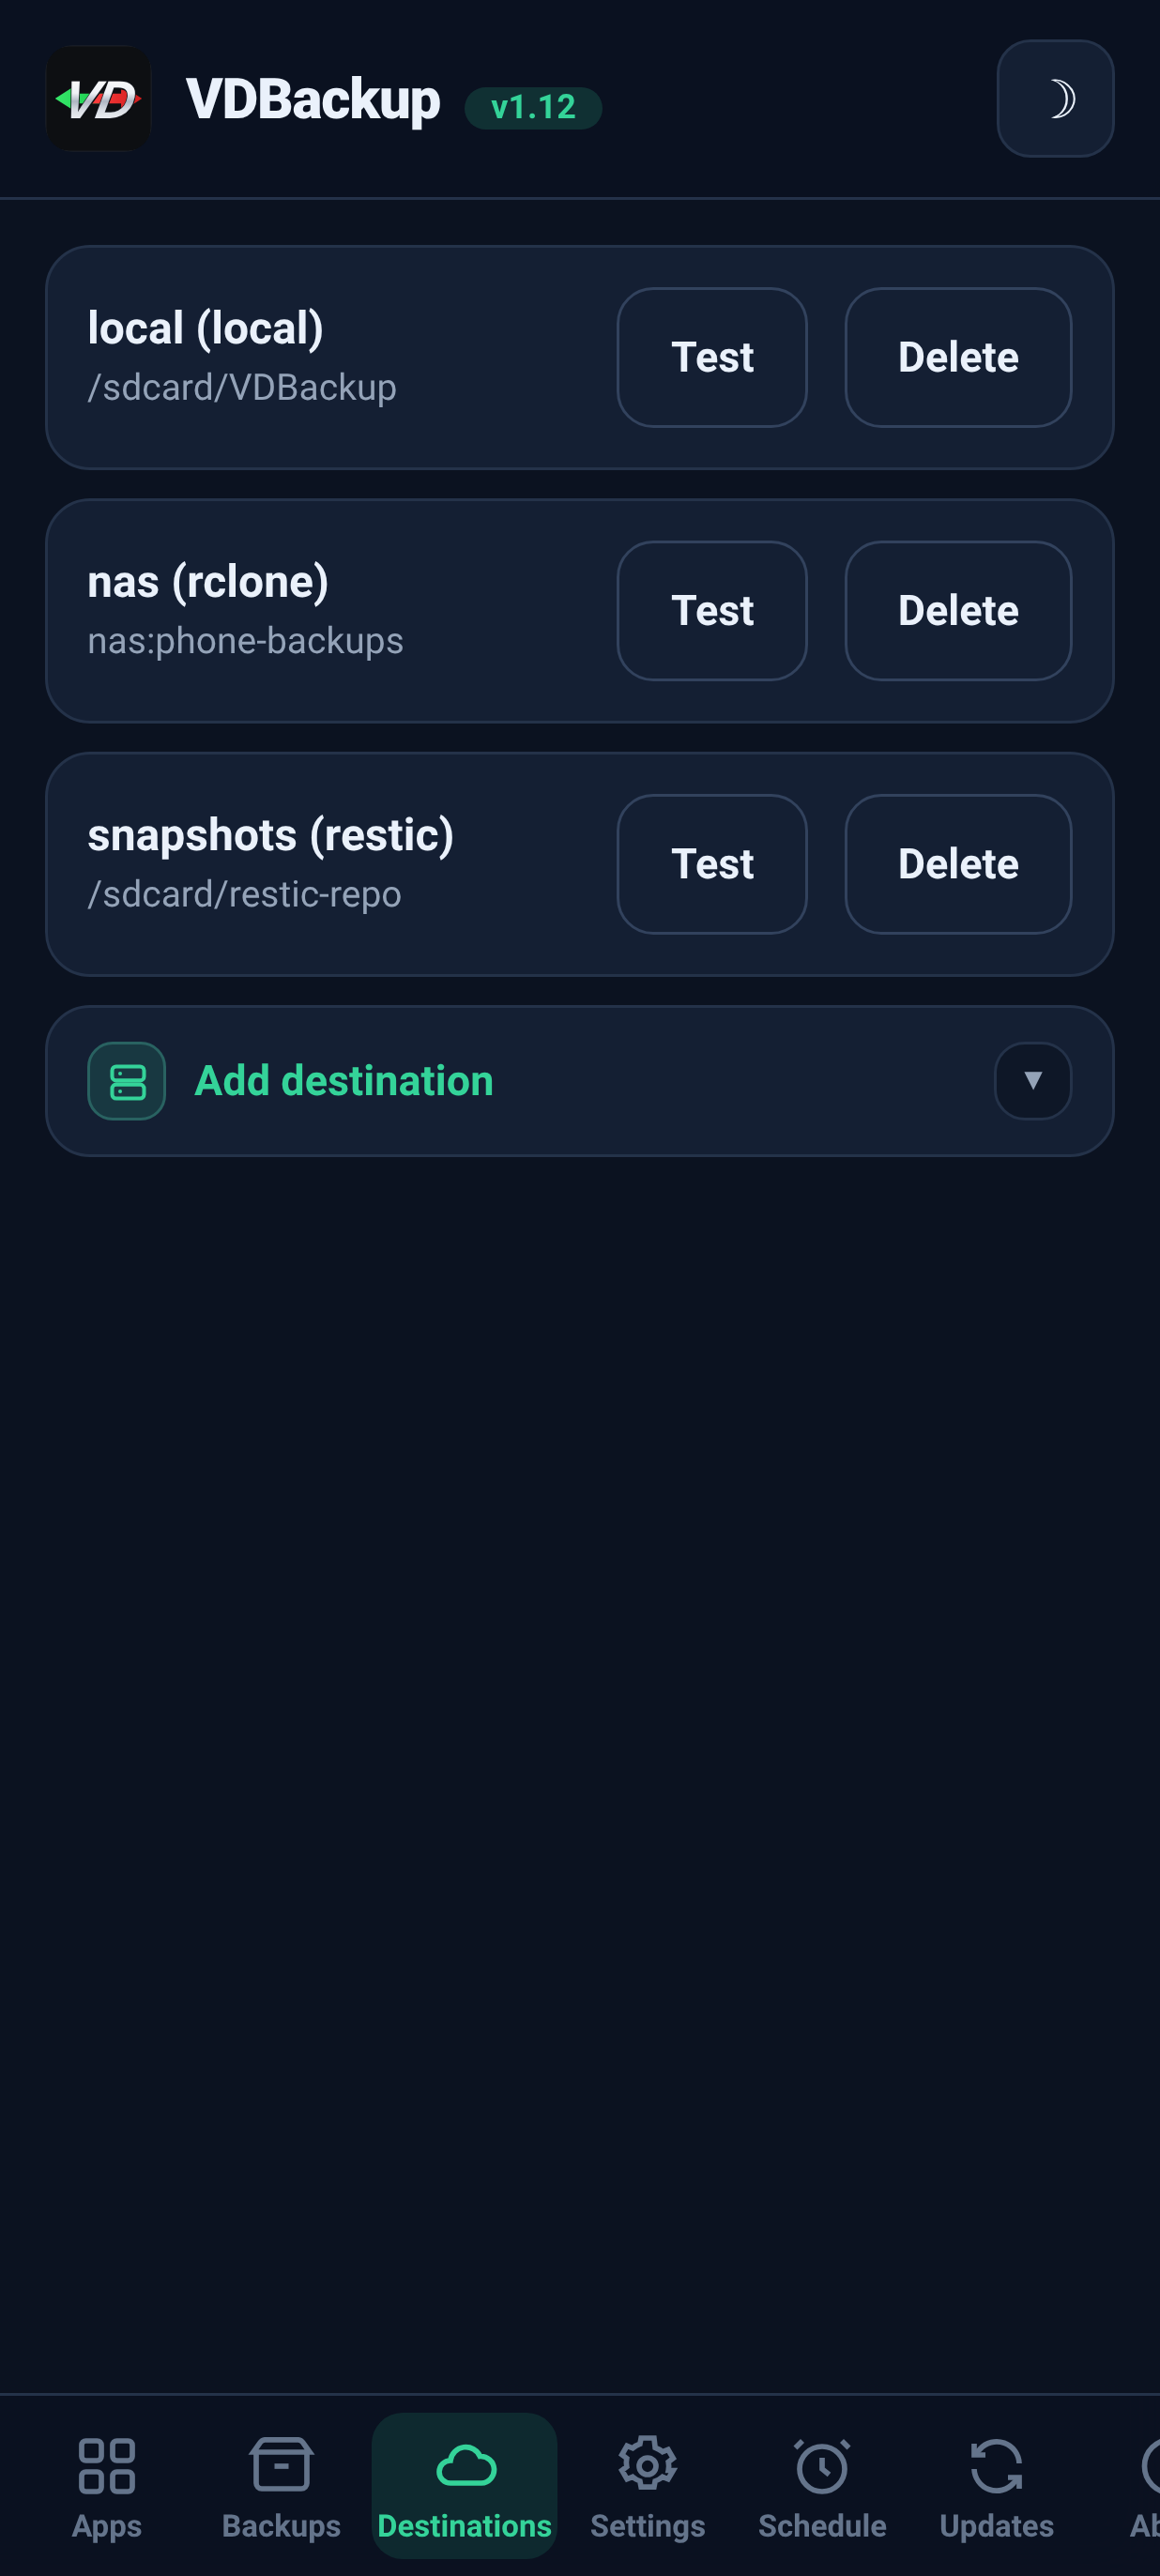 VD
VDBackup v1.12
local (local)
/sdcard/VDBackup
Test
Delete
nas (rclone)
nas:phone-backups
Test
Delete
snapshots (restic)
/sdcard/restic-repo
Test
Delete
Add destination
Apps
Backups
Destinations
Settings
Schedule
Updates